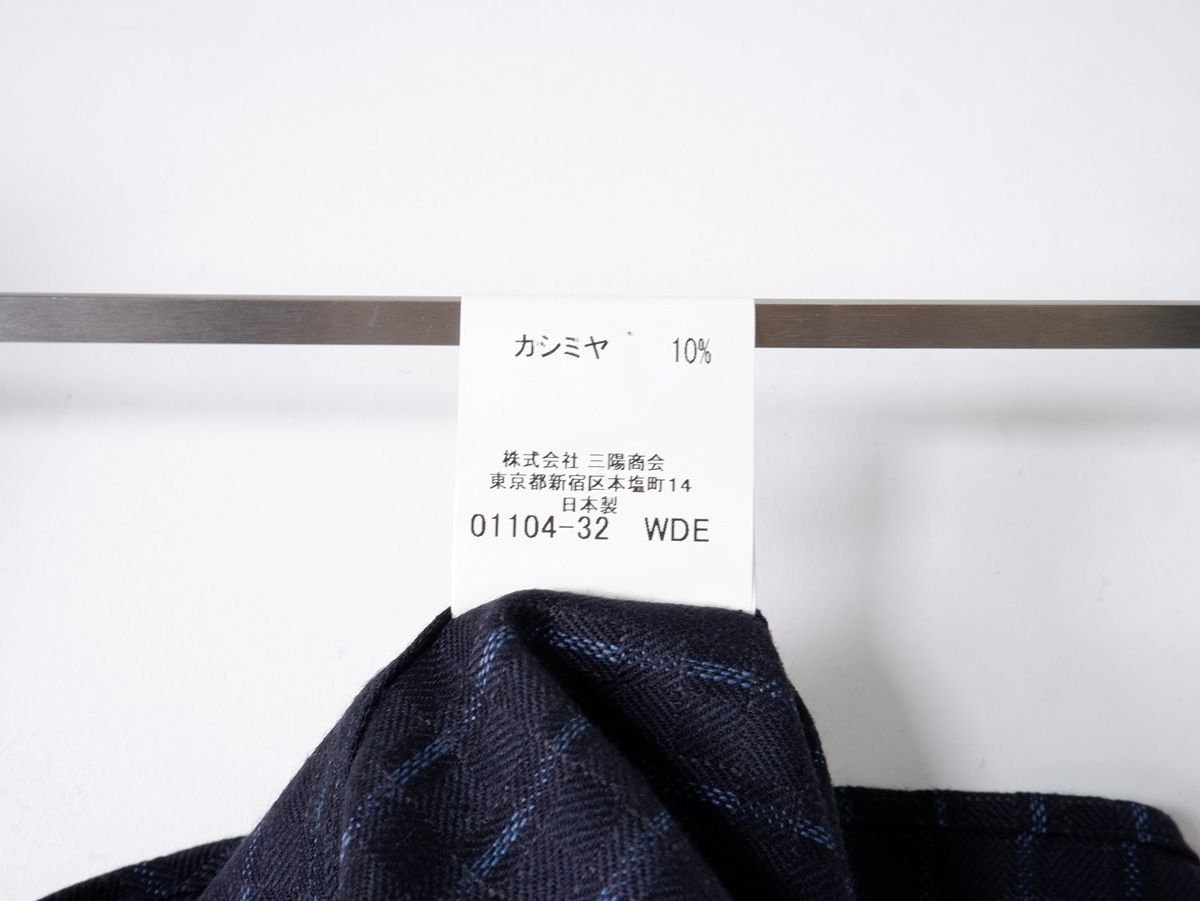 カシミヤ 10%
株式会社 三陽商会
東京都新宿区本塩町14
日本製
01104-32 WDE